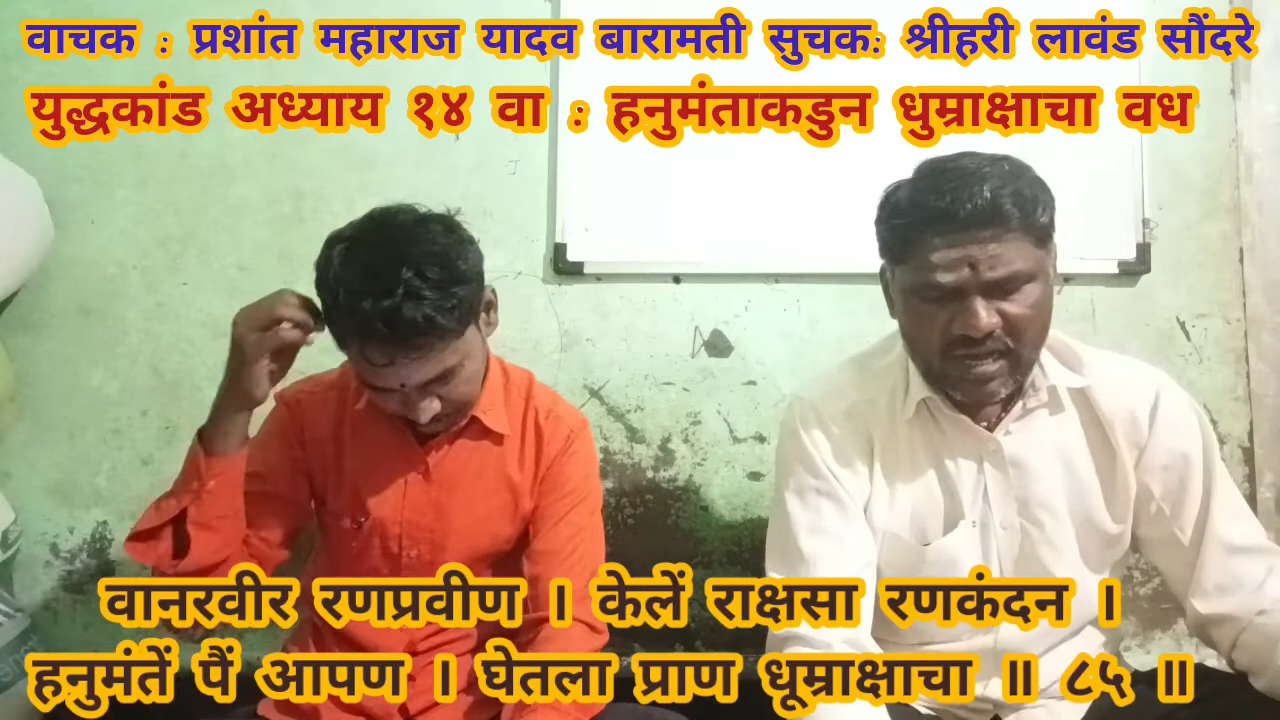 वाचक : प्रशांत महाराज यादव बारामती सुचक: श्रीहरी लावंड सौंदरे
युद्धकांड अध्याय १४ वा : हनुमंताकडुन धुम्राक्षाचा वध
वानरवीर रणप्रवीण । केलें राक्षसा रणकंदन ।
हनुमंतें पैं आपण । घेतला प्राण धूम्राक्षाचा ॥ ८५ ॥